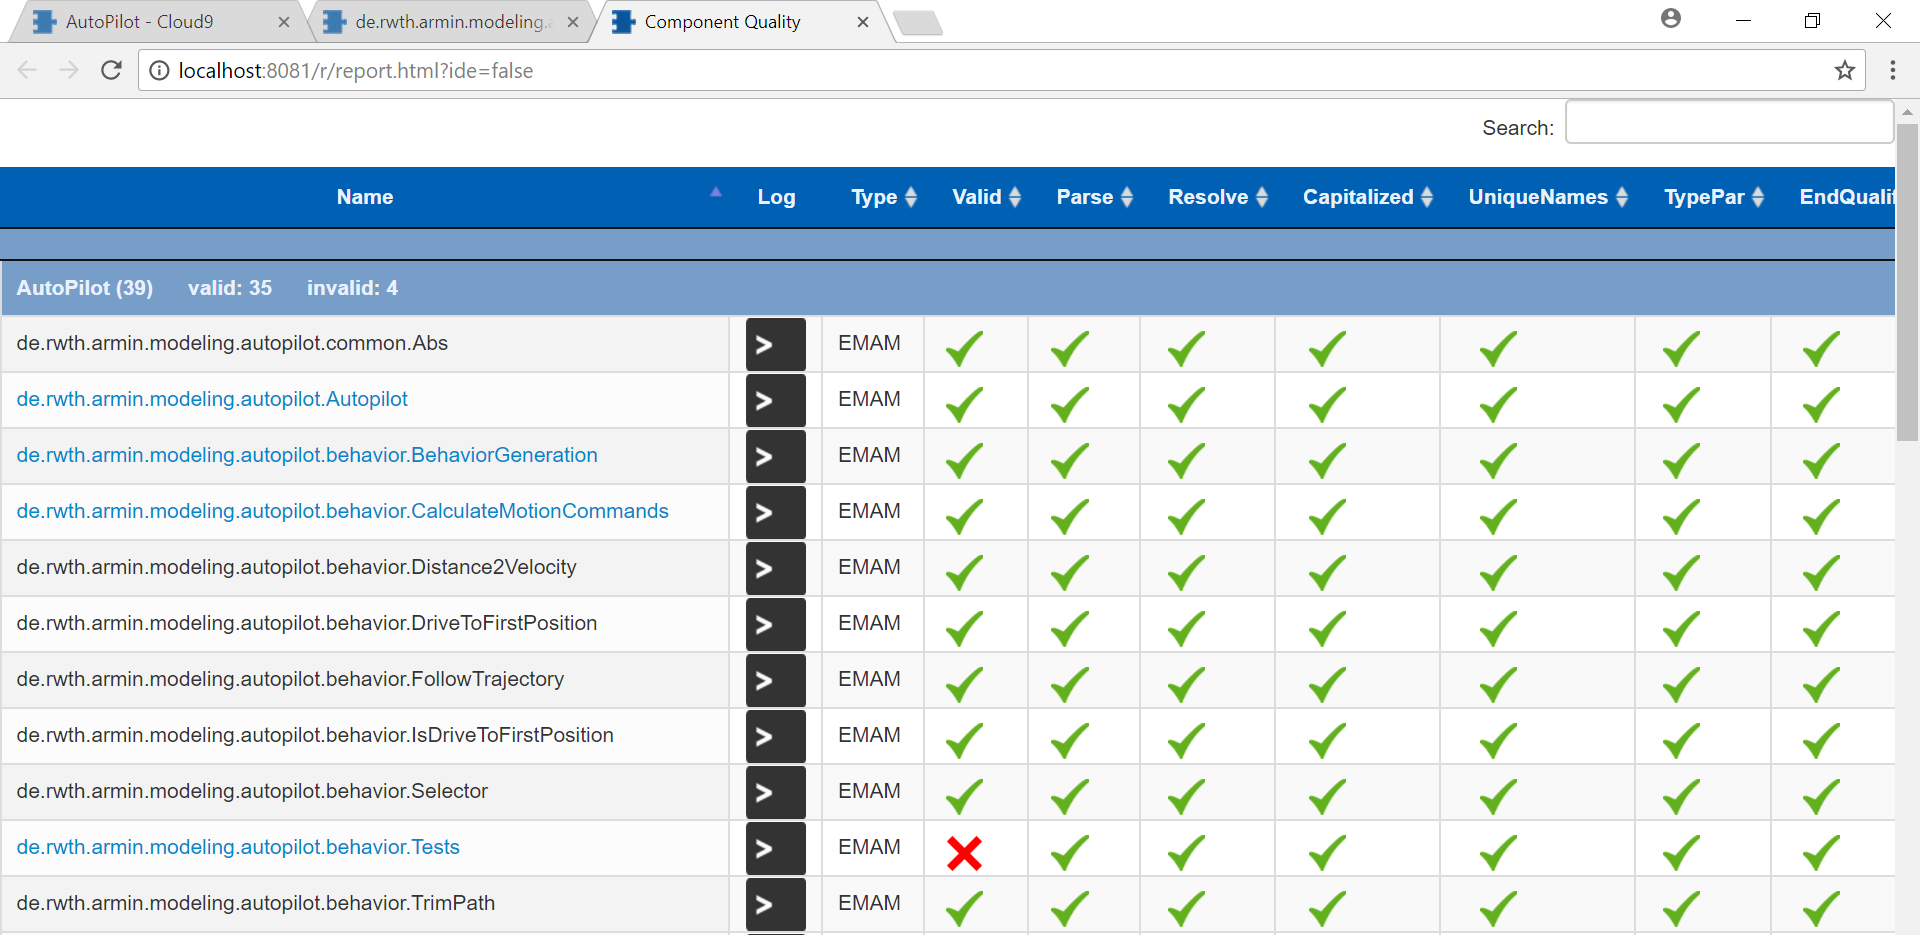 AutoPilot - Cloud9
de.rwth.armin.modeling.a
Component Quality
localhost:8081/r/report.html?ide=false
Search:
Name Log Type Valid Parse Resolve Capitalized UniqueNames TypePar EndQualif
AutoPilot (39) valid: 35 invalid: 4
de.rwth.armin.modeling.autopilot.common.Abs > EMAM
de.rwth.armin.modeling.autopilot.Autopilot > EMAM
de.rwth.armin.modeling.autopilot.behavior.BehaviorGeneration > EMAM
de.rwth.armin.modeling.autopilot.behavior.CalculateMotionCommands > EMAM
de.rwth.armin.modeling.autopilot.behavior.Distance2Velocity > EMAM
de.rwth.armin.modeling.autopilot.behavior.DriveToFirstPosition > EMAM
de.rwth.armin.modeling.autopilot.behavior.FollowTrajectory > EMAM
de.rwth.armin.modeling.autopilot.behavior.IsDriveToFirstPosition > EMAM
de.rwth.armin.modeling.autopilot.behavior.Selector > EMAM
de.rwth.armin.modeling.autopilot.behavior.Tests > EMAM
de.rwth.armin.modeling.autopilot.behavior.TrimPath > EMAM